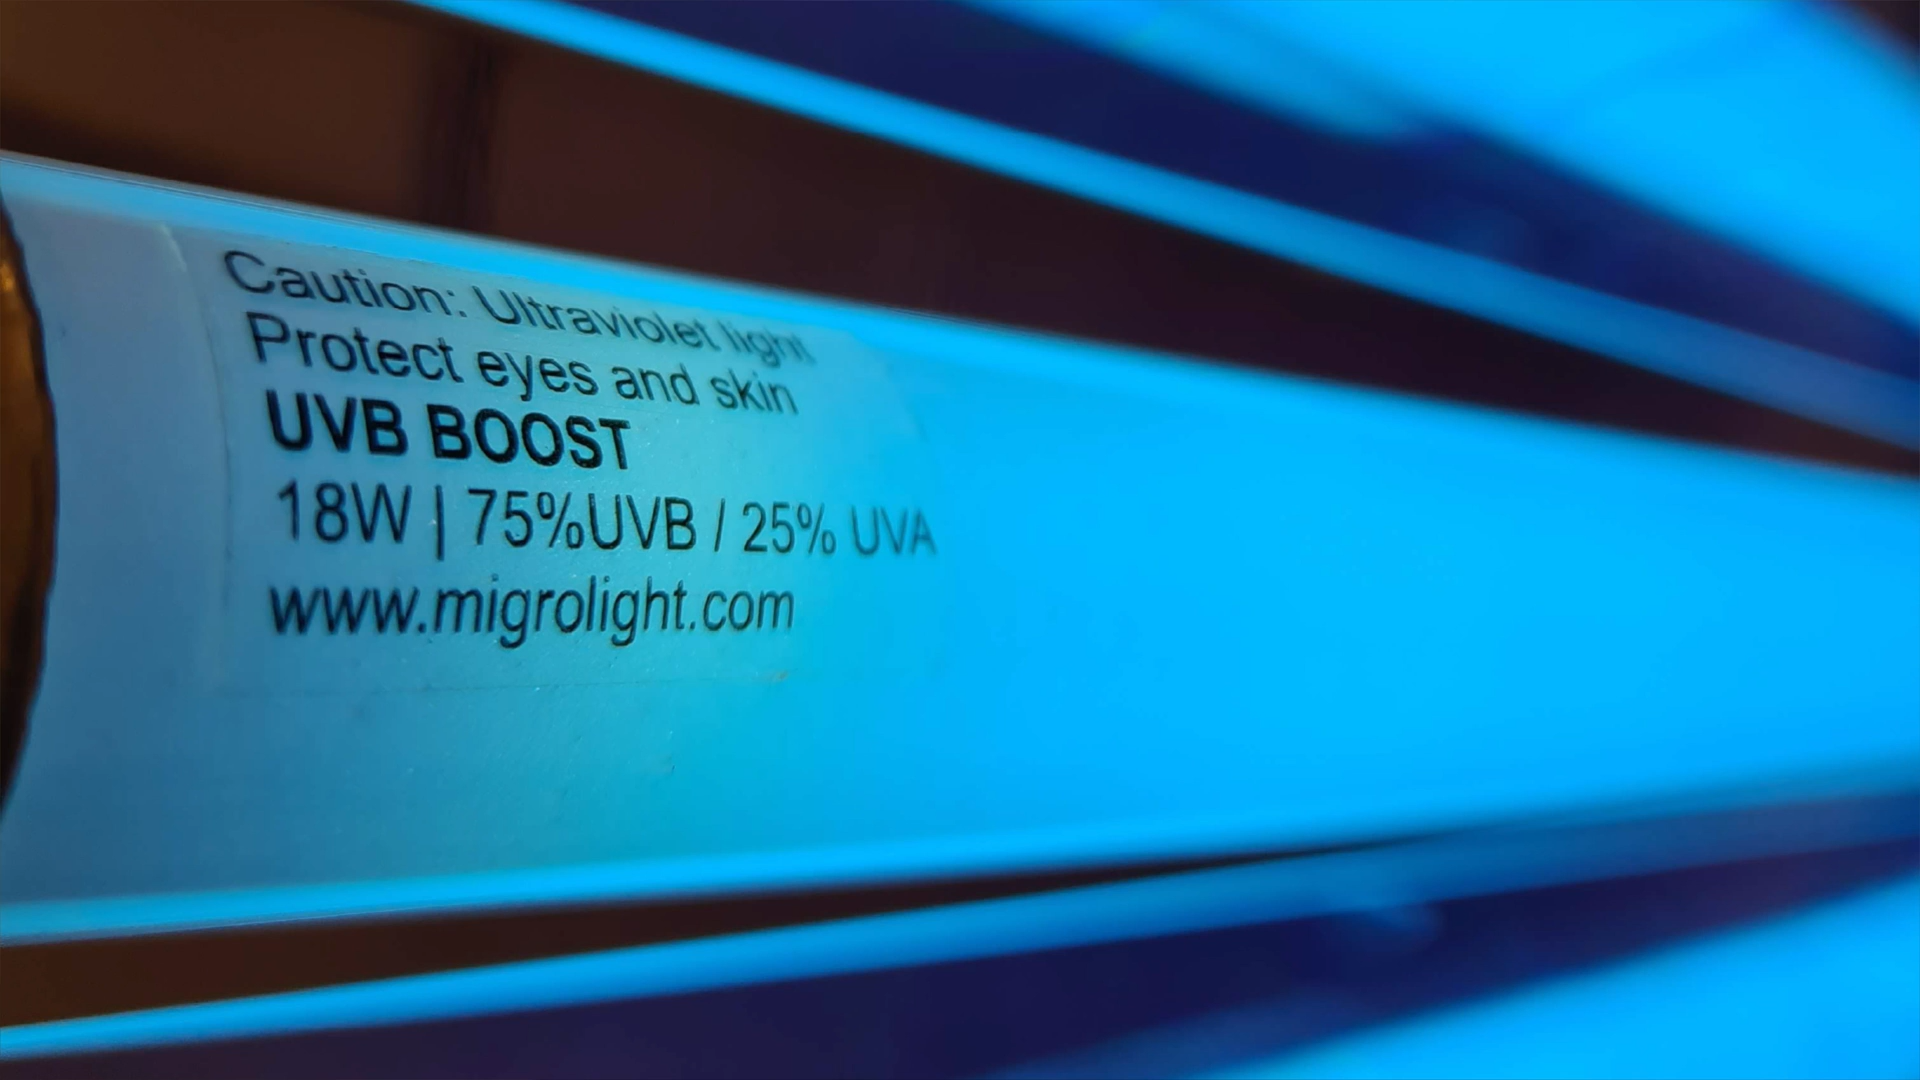 Caution: Ultraviolet light
Protect eyes and skin
UVB BOOST
18W | 75%UVB / 25% UVA
www.migrolight.com